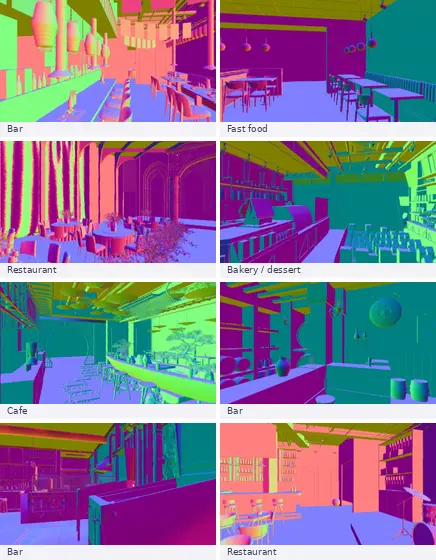 Bar
Fast food
Restaurant
Bakery / dessert
Cafe
Bar
Bar
Restaurant